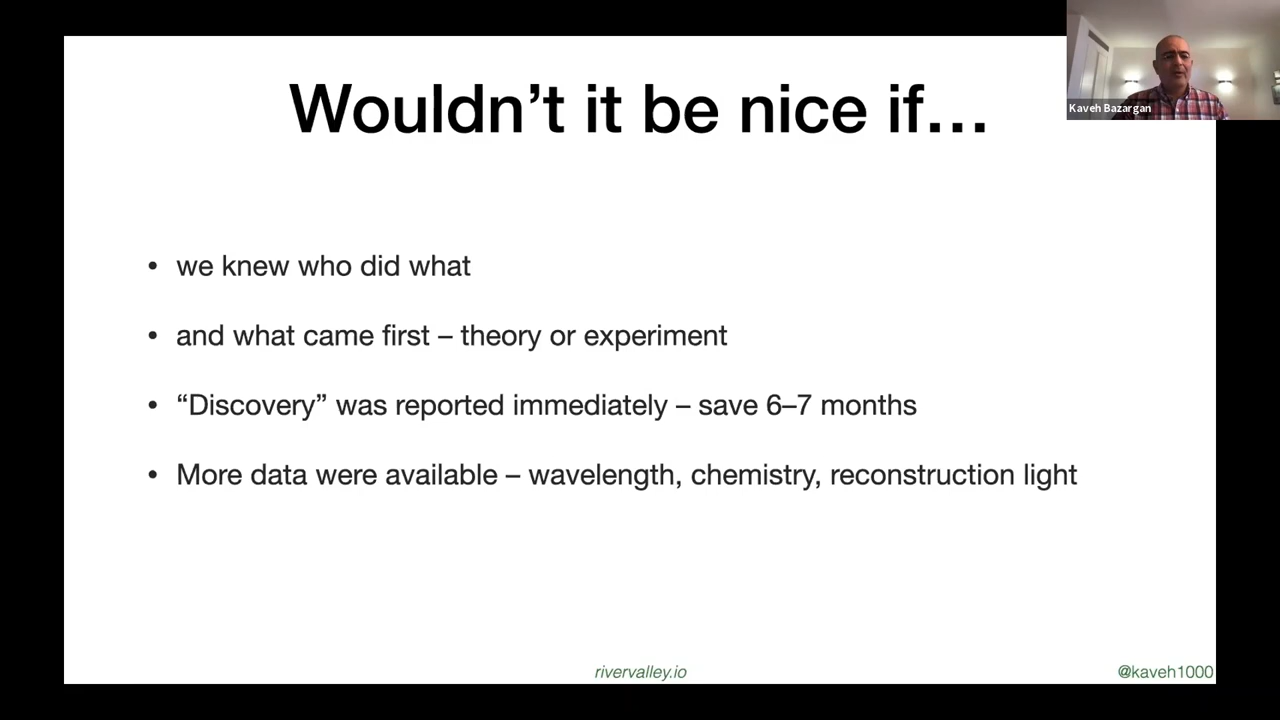 Wouldn’t it be nice if…
Kaveh Bazargan
• we knew who did what
• and what came first – theory or experiment
• “Discovery” was reported immediately – save 6–7 months
• More data were available – wavelength, chemistry, reconstruction light
rivervalley.io
@kaveh1000